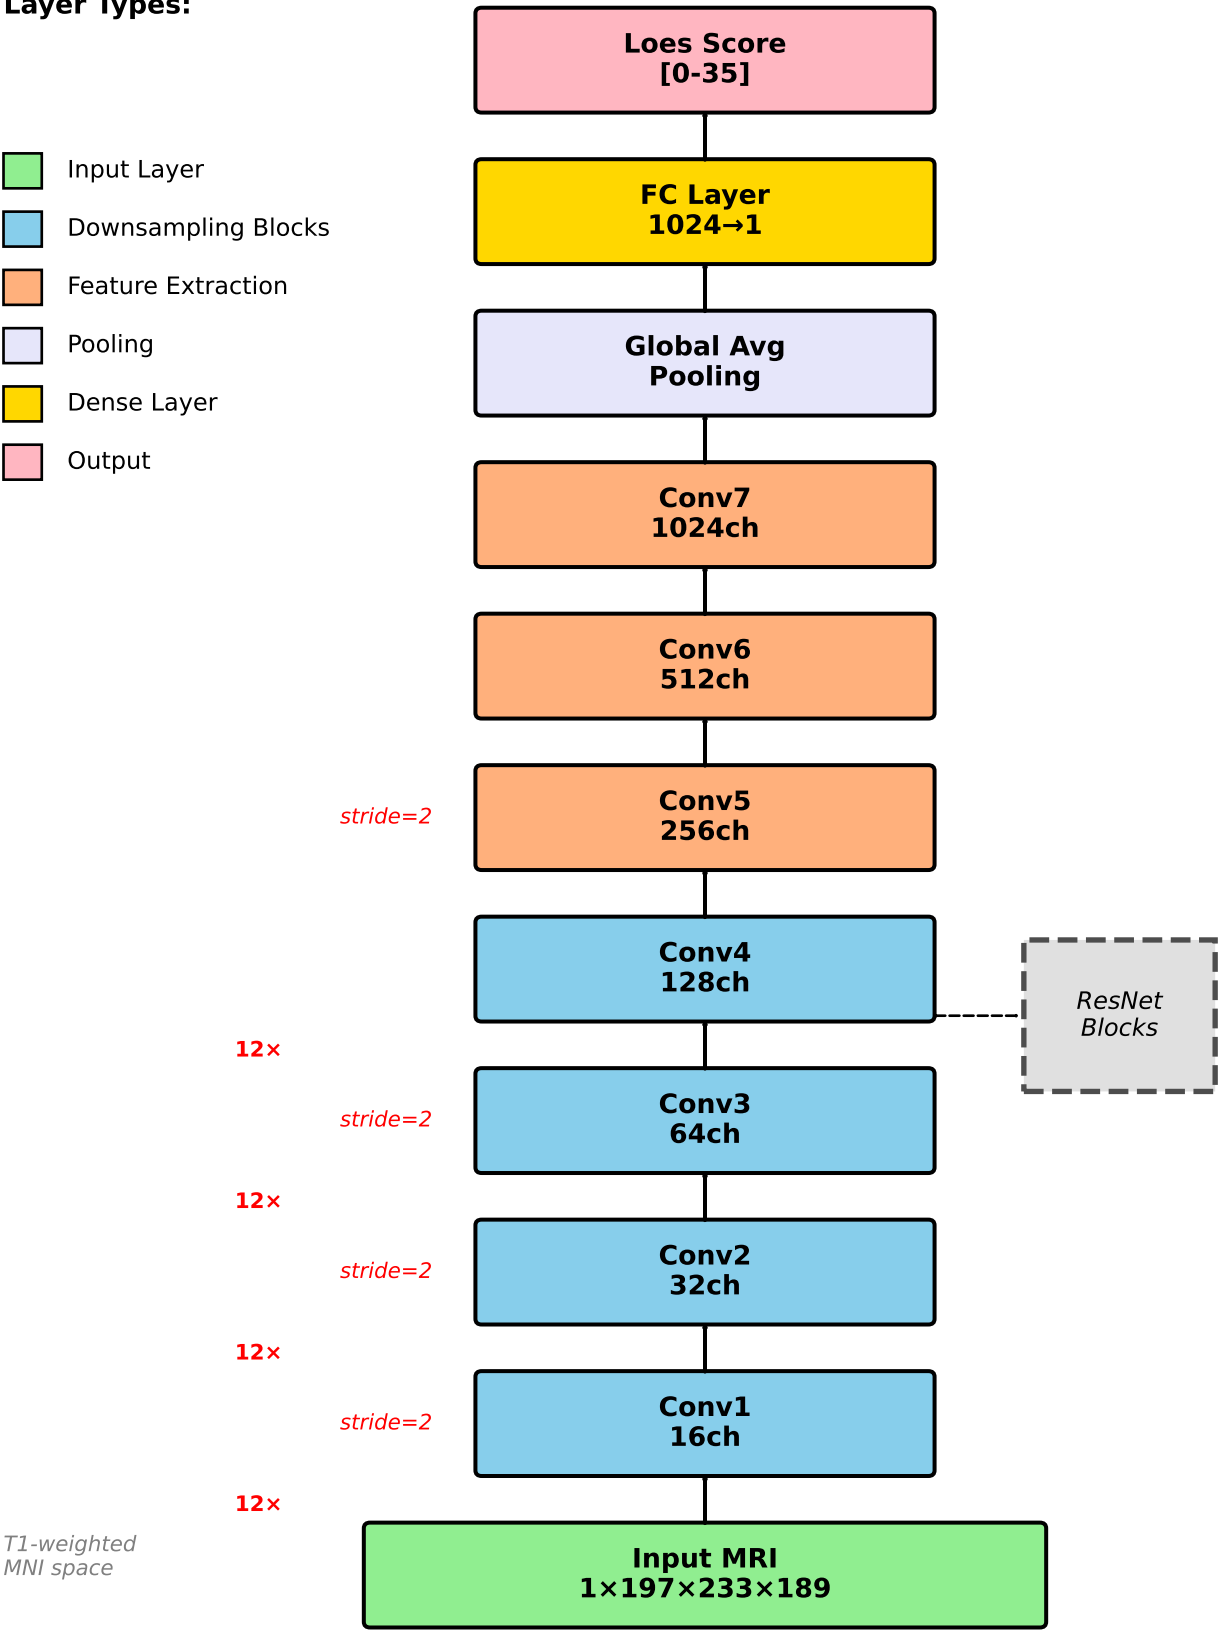 Layer Types:
Input Layer
Downsampling Blocks
Feature Extraction
Pooling
Dense Layer
Output
Loes Score
[0-35]
FC Layer
1024→1
Global Avg
Pooling
Conv7
1024ch
Conv6
512ch
stride=2
Conv5
256ch
Conv4
128ch
ResNet
Blocks
12×
stride=2
Conv3
64ch
12×
stride=2
Conv2
32ch
12×
stride=2
Conv1
16ch
12×
T1-weighted
MNI space
Input MRI
1×197×233×189